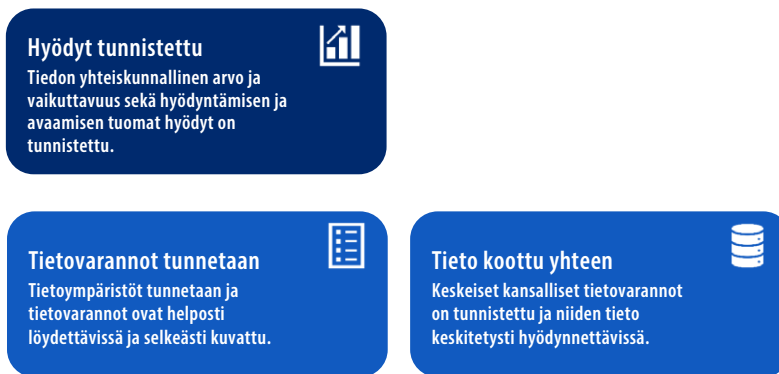 Hyödyt tunnistettu
Tiedon yhteiskunnallinen arvo ja
vaikuttavuus sekä hyödyntämisen ja
avaamisen tuomat hyödyt on
tunnistettu.
Tietovarannot tunnetaan
Tietoympäristöt tunnetaan ja
tietovarannot ovat helposti
löydettävissä ja selkeästi kuvattu.
Tieto koottu yhteen
Keskeiset kansalliset tietovarannot
on tunnistettu ja niiden tieto
keskitetysti hyödynnettävissä.